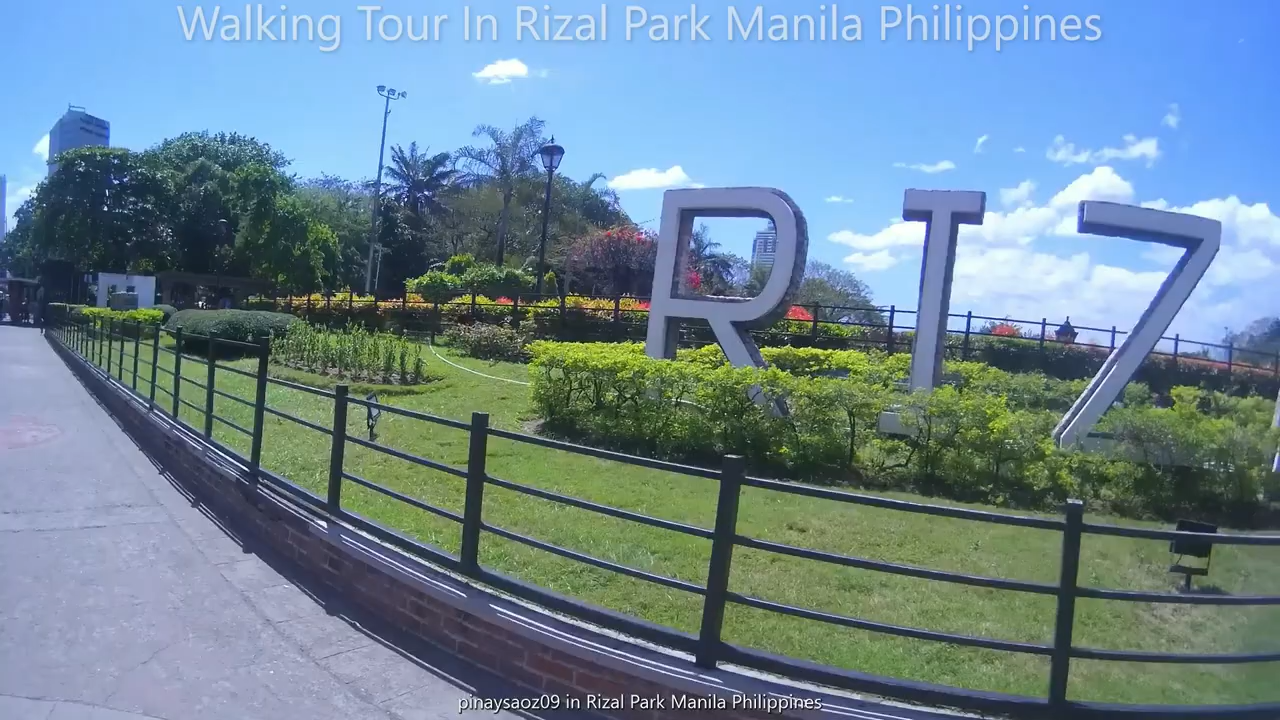 Walking Tour In Rizal Park Manila Philippines
RIZ
pinaysaoz09 in Rizal Park Manila Philippines